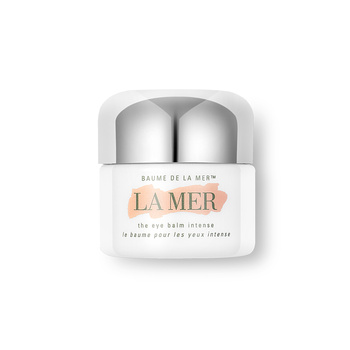 BAUME DE LA MER™
LA MER
the eye balm intense
le baume pour les yeux intense